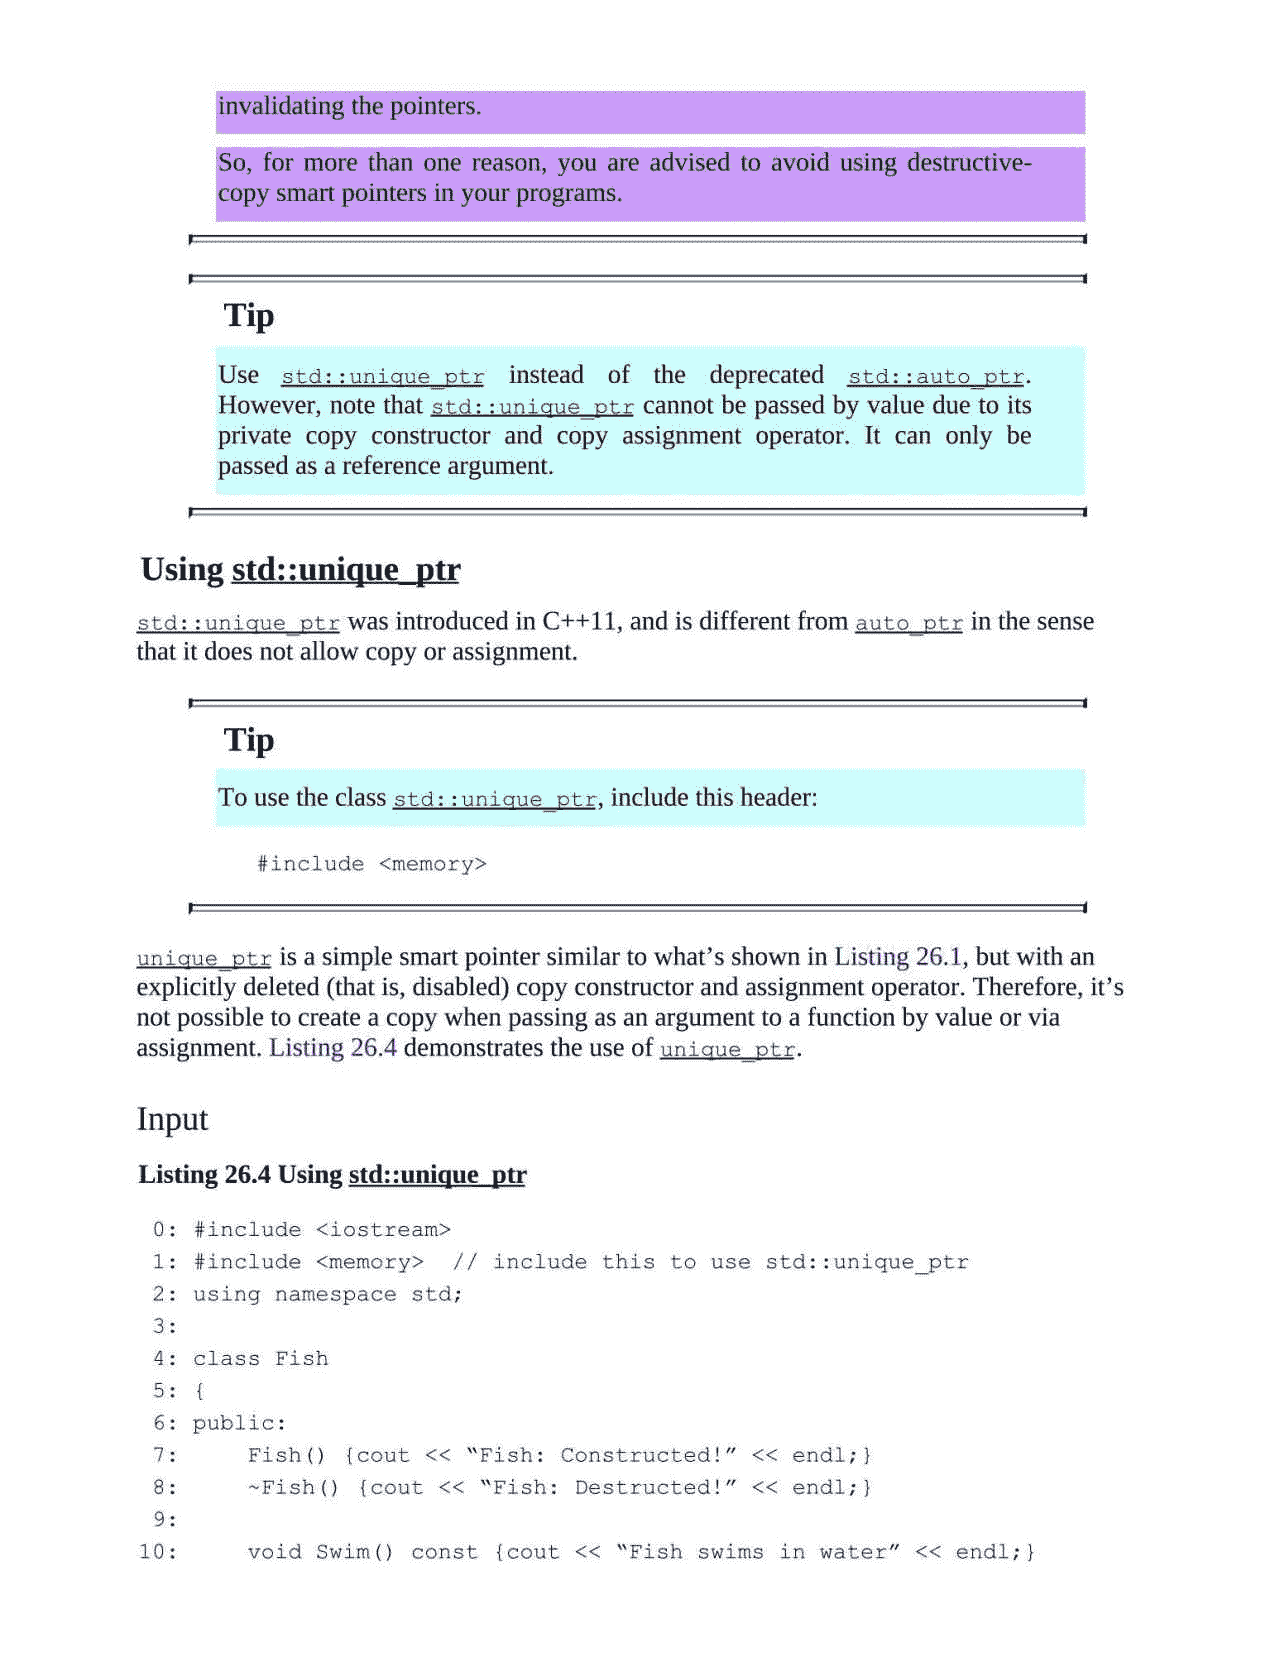 invalidating the pointers.
So, for more than one reason, you are advised to avoid using destructive-
copy smart pointers in your programs.
Tip
Use std::unique_ptr instead of the deprecated std::auto_ptr.
However, note that std::unique_ptr cannot be passed by value due to its
private copy constructor and copy assignment operator. It can only be
passed as a reference argument.
Using std::unique_ptr
std::unique_ptr was introduced in C++11, and is different from auto_ptr in the sense
that it does not allow copy or assignment.
Tip
To use the class std::unique_ptr, include this header:
#include <memory>
unique_ptr is a simple smart pointer similar to what’s shown in Listing 26.1, but with an
explicitly deleted (that is, disabled) copy constructor and assignment operator. Therefore, it’s
not possible to create a copy when passing as an argument to a function by value or via
assignment. Listing 26.4 demonstrates the use of unique_ptr.
Input
Listing 26.4 Using std::unique_ptr
0: #include <iostream>
1: #include <memory>  // include this to use std::unique_ptr
2: using namespace std;
3:
4: class Fish
5: {
6: public:
7:     Fish() {cout << “Fish: Constructed!” << endl;}
8:     ~Fish() {cout << “Fish: Destructed!” << endl;}
9:
10:     void Swim() const {cout << “Fish swims in water” << endl;}